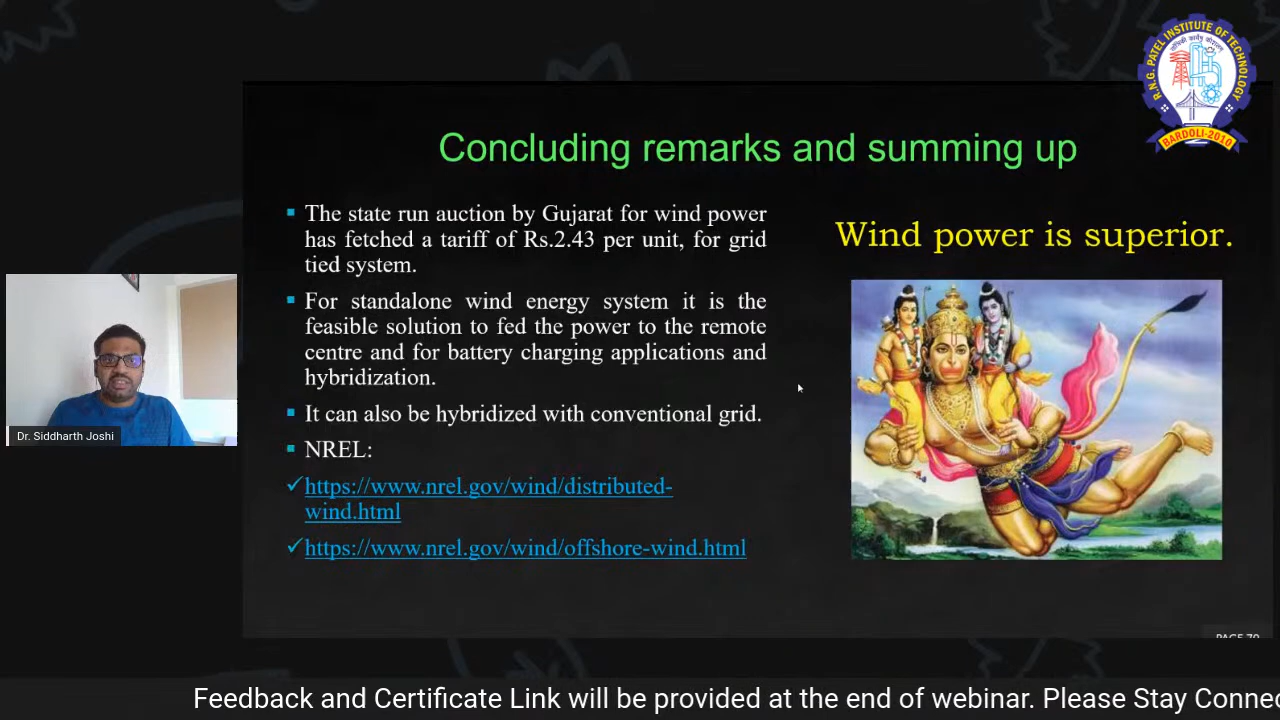 R.N.G. PATEL INSTITUTE OF TECHNOLOGY
BARDOLI-2010
Concluding remarks and summing up
▪ The state run auction by Gujarat for wind power
has fetched a tariff of Rs.2.43 per unit, for grid
tied system.
▪ For standalone wind energy system it is the
feasible solution to fed the power to the remote
centre and for battery charging applications and
hybridization.
▪ It can also be hybridized with conventional grid.
▪ NREL:
✓https://www.nrel.gov/wind/distributed-
wind.html
✓https://www.nrel.gov/wind/offshore-wind.html
Wind power is superior.
Dr. Siddharth Joshi
Feedback and Certificate Link will be provided at the end of webinar. Please Stay Connec